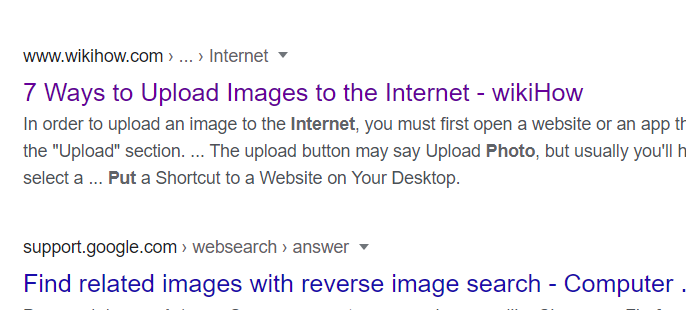 www.wikihow.com › ... › Internet
7 Ways to Upload Images to the Internet - wikiHow
In order to upload an image to the Internet, you must first open a website or an app
the "Upload" section. ... The upload button may say Upload Photo, but usually you'll
select a ... Put a Shortcut to a Website on Your Desktop.
support.google.com › websearch › answer
Find related images with reverse image search - Computer .